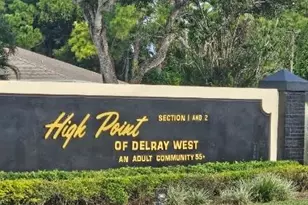 High Point SECTION 1 AND 2
OF DELRAY WEST
AN ADULT COMMUNITY 55+